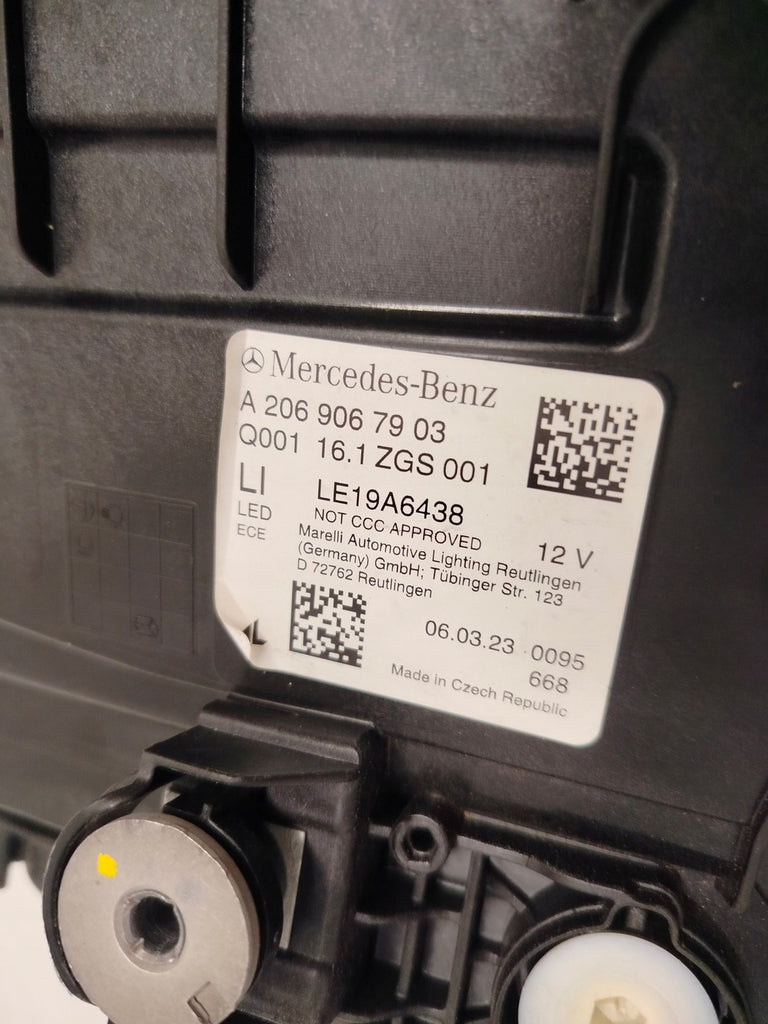 Mercedes-Benz
A 206 906 79 03
Q001 16.1 ZGS 001
LI LE19A6438
LED NOT CCC APPROVED 12 V
ECE Marelli Automotive Lighting Reutlingen
(Germany) GmbH; Tübinger Str. 123
D 72762 Reutlingen
06.03.23 0095
668
Made in Czech Republic